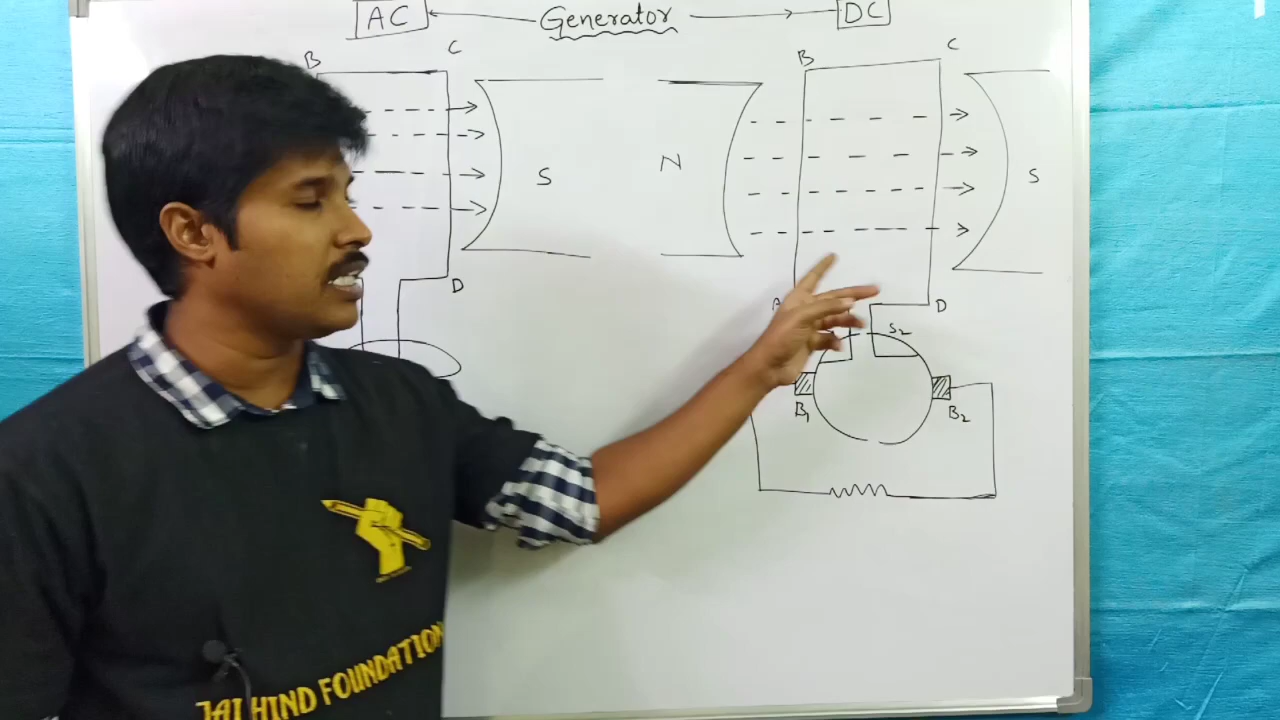 AC Generator DC
B C
B C
S
N
S
D
A D
S2
B1
B2
JAI HIND FOUNDATION